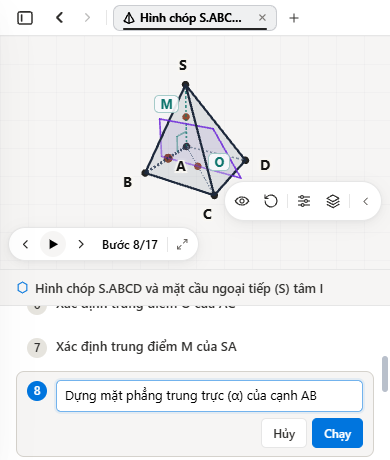 Hình chóp S.ABC...
S
M
A
O
D
B
C
Bước 8/17
Hình chóp S.ABCD và mặt cầu ngoại tiếp (S) tâm I
6 Xác định trung điểm O của AC
7 Xác định trung điểm M của SA
8 Dựng mặt phẳng trung trực (α) của cạnh AB
Hủy Chạy